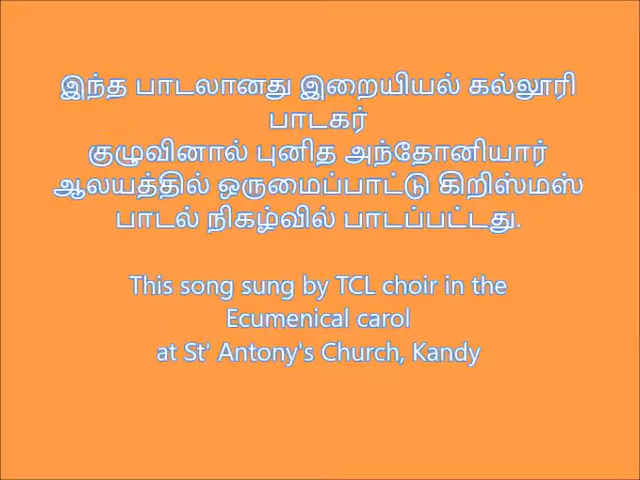 இந்த பாடலானது இறையியல் கல்லூரி
பாடகர்
குழுவினால் புனித அந்தோனியார்
ஆலயத்தில் ஒருமைப்பாட்டு கிறிஸ்மஸ்
பாடல் நிகழ்வில் பாடப்பட்டது.
This song sung by TCL choir in the
Ecumenical carol
at St' Antony's Church, Kandy